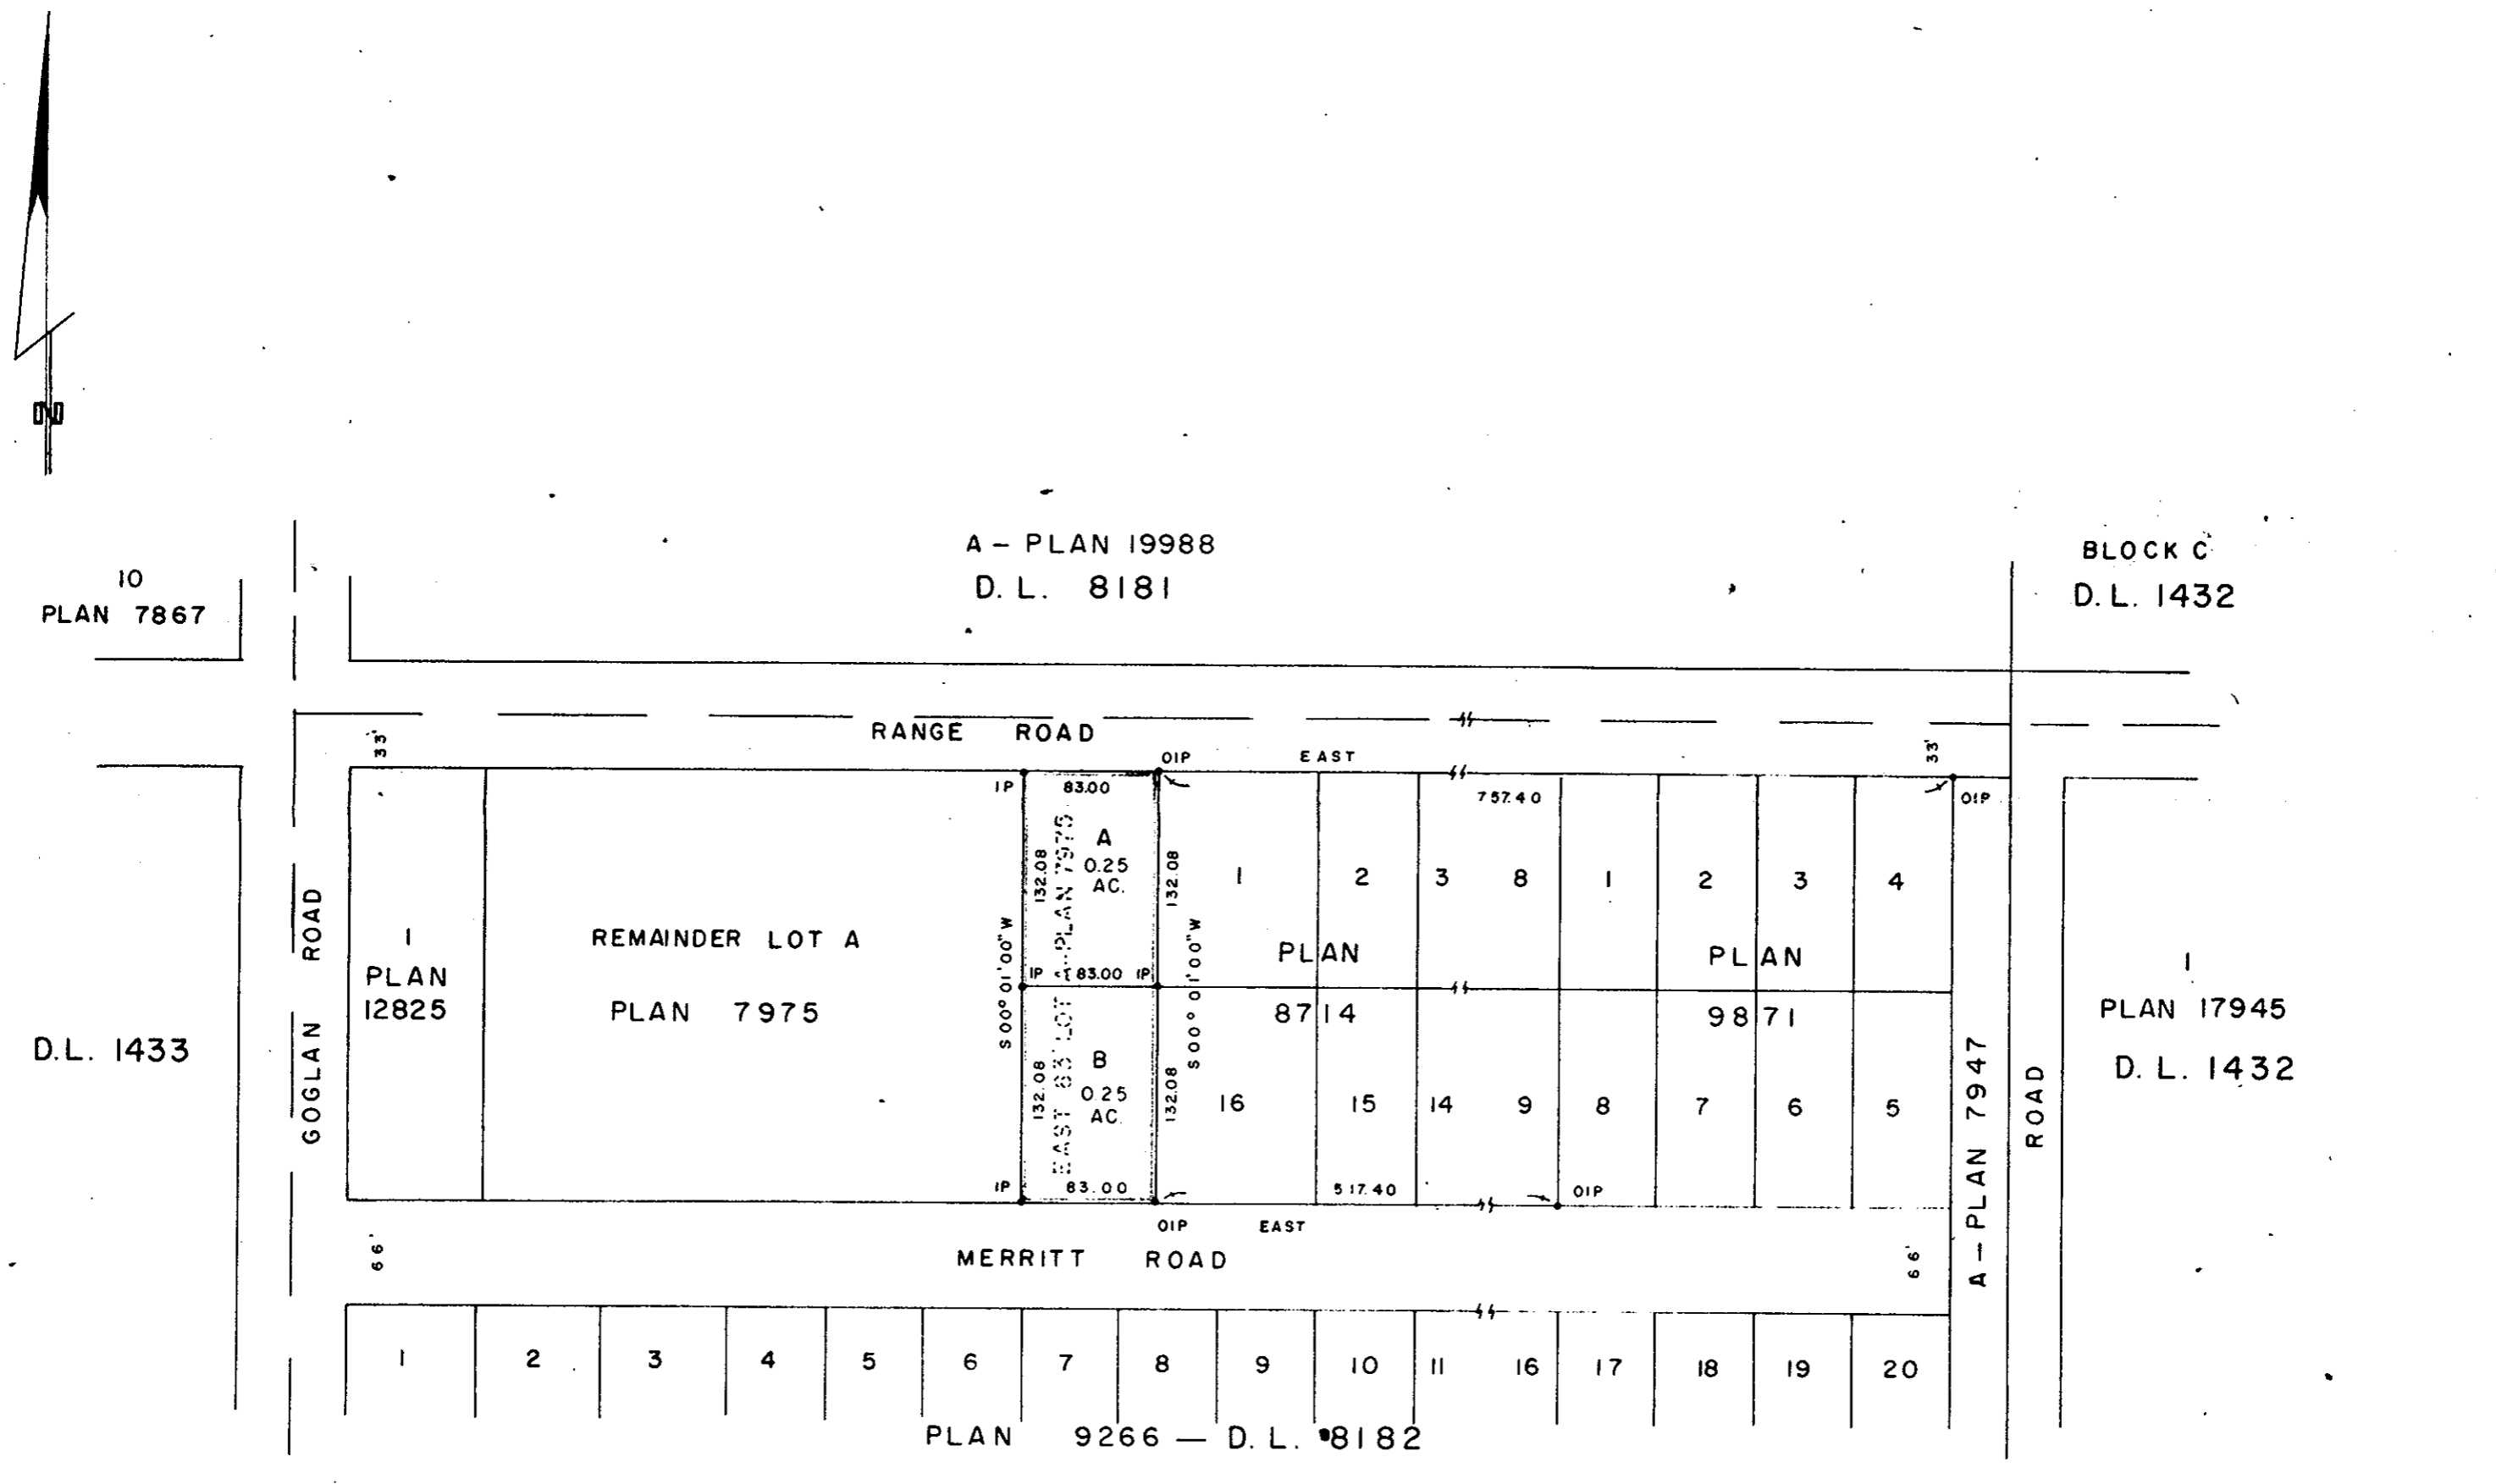 N
A – PLAN 19988
D. L. 8181
BLOCK C
D. L. 1432
10
PLAN 7867
RANGE ROAD
33'
33'
OIP
EAST
IP
83.00
757.40
OIP
A
0.25
AC.
132.08
132.08
1
2
3
8
1
2
3
4
GOGLAN ROAD
1
PLAN
12825
REMAINDER LOT A
PLAN 7975
S 00° 01' 00" W
S 00° 01' 00" W
EAST 83' LOT A PLAN 7975
IP
83.00
IP
PLAN
8714
PLAN
9871
1
PLAN 17945
D. L. 1432
D.L. 1433
B
0.25
AC.
132.08
132.08
16
15
14
9
8
7
6
5
A – PLAN 7947
ROAD
IP
83.00
517.40
OIP
OIP
EAST
MERRITT ROAD
66'
66'
1
2
3
4
5
6
7
8
9
10
11
16
17
18
19
20
PLAN 9266 — D. L. 8182